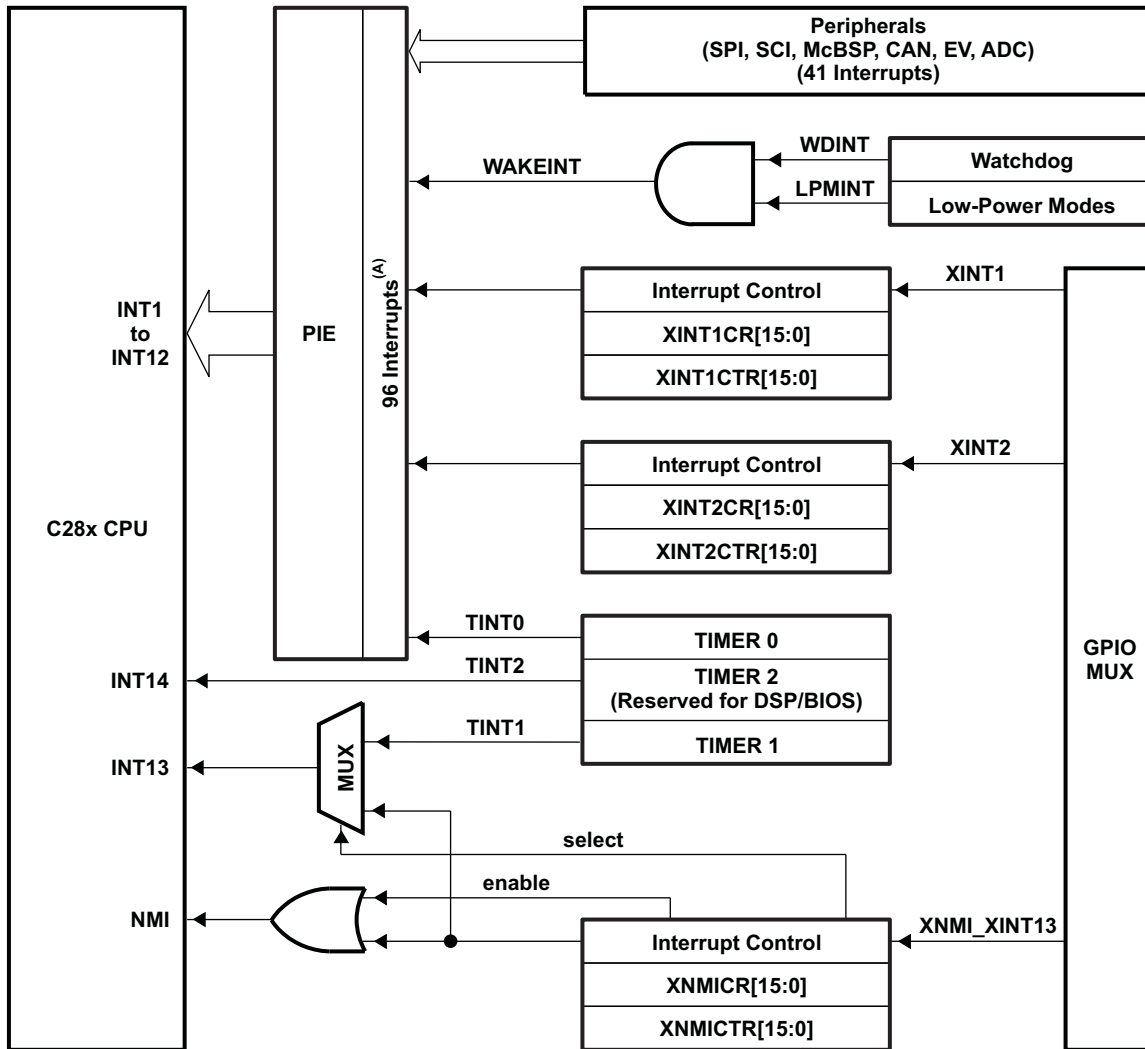 Peripherals
(SPI, SCI, McBSP, CAN, EV, ADC)
(41 Interrupts)
WDINT
Watchdog
WAKEINT
LPMINT
Low-Power Modes
96 Interrupts(A)
XINT1
Interrupt Control
INT1
to
INT12
PIE
XINT1CR[15:0]
XINT1CTR[15:0]
XINT2
Interrupt Control
XINT2CR[15:0]
C28x CPU
XINT2CTR[15:0]
TINT0
TIMER 0
GPIO
MUX
TINT2
INT14
TIMER 2
(Reserved for DSP/BIOS)
TINT1
TIMER 1
MUX
INT13
select
enable
NMI
XNMI_XINT13
Interrupt Control
XNMICR[15:0]
XNMICTR[15:0]